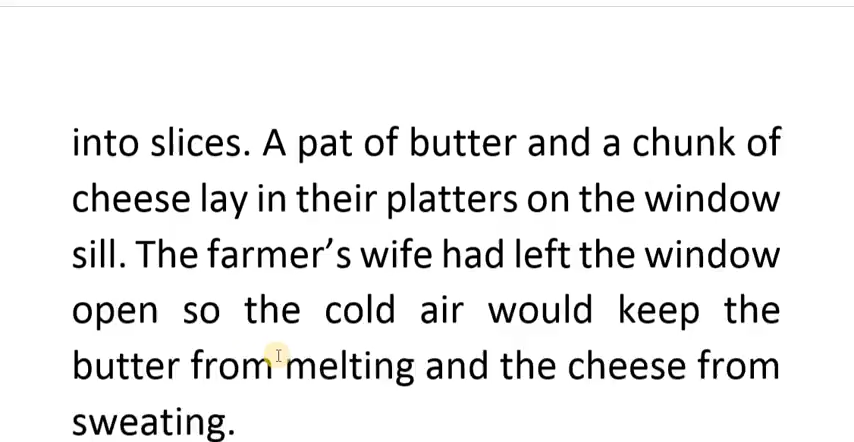 into slices. A pat of butter and a chunk of
cheese lay in their platters on the window
sill. The farmer’s wife had left the window
open so the cold air would keep the
butter from melting and the cheese from
sweating.